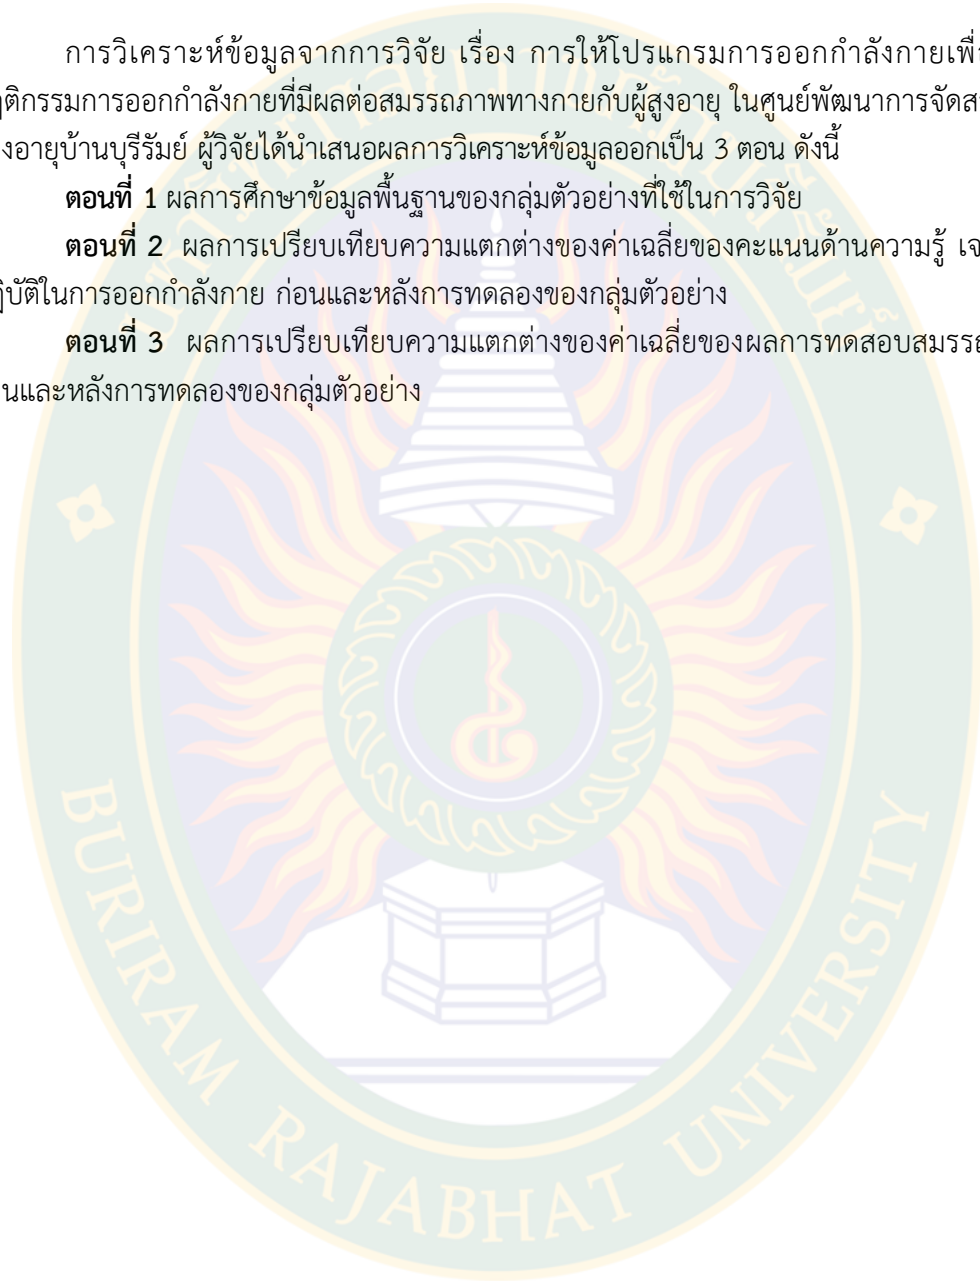 การวิเคราะห์ข้อมูลจากการวิจัย เรื่อง การให้โปรแกรมการออกกำลังกายเพื่
ติกรรมการออกกำลังกายที่มีผลต่อสมรรถภาพทางกายกับผู้สูงอายุ ในศูนย์พัฒนาการจัดส
งอายุบ้านบุรีรัมย์ ผู้วิจัยได้นำเสนอผลการวิเคราะห์ข้อมูลออกเป็น 3 ตอน ดังนี้
ตอนที่ 1 ผลการศึกษาข้อมูลพื้นฐานของกลุ่มตัวอย่างที่ใช้ในการวิจัย
ตอนที่ 2 ผลการเปรียบเทียบความแตกต่างของค่าเฉลี่ยของคะแนนด้านความรู้ เจ
ฏิบัติในการออกกำลังกาย ก่อนและหลังการทดลองของกลุ่มตัวอย่าง
ตอนที่ 3 ผลการเปรียบเทียบความแตกต่างของค่าเฉลี่ยของผลการทดสอบสมรรถ
นและหลังการทดลองของกลุ่มตัวอย่าง
BURIRAM RAJABHAT UNIVERSITY